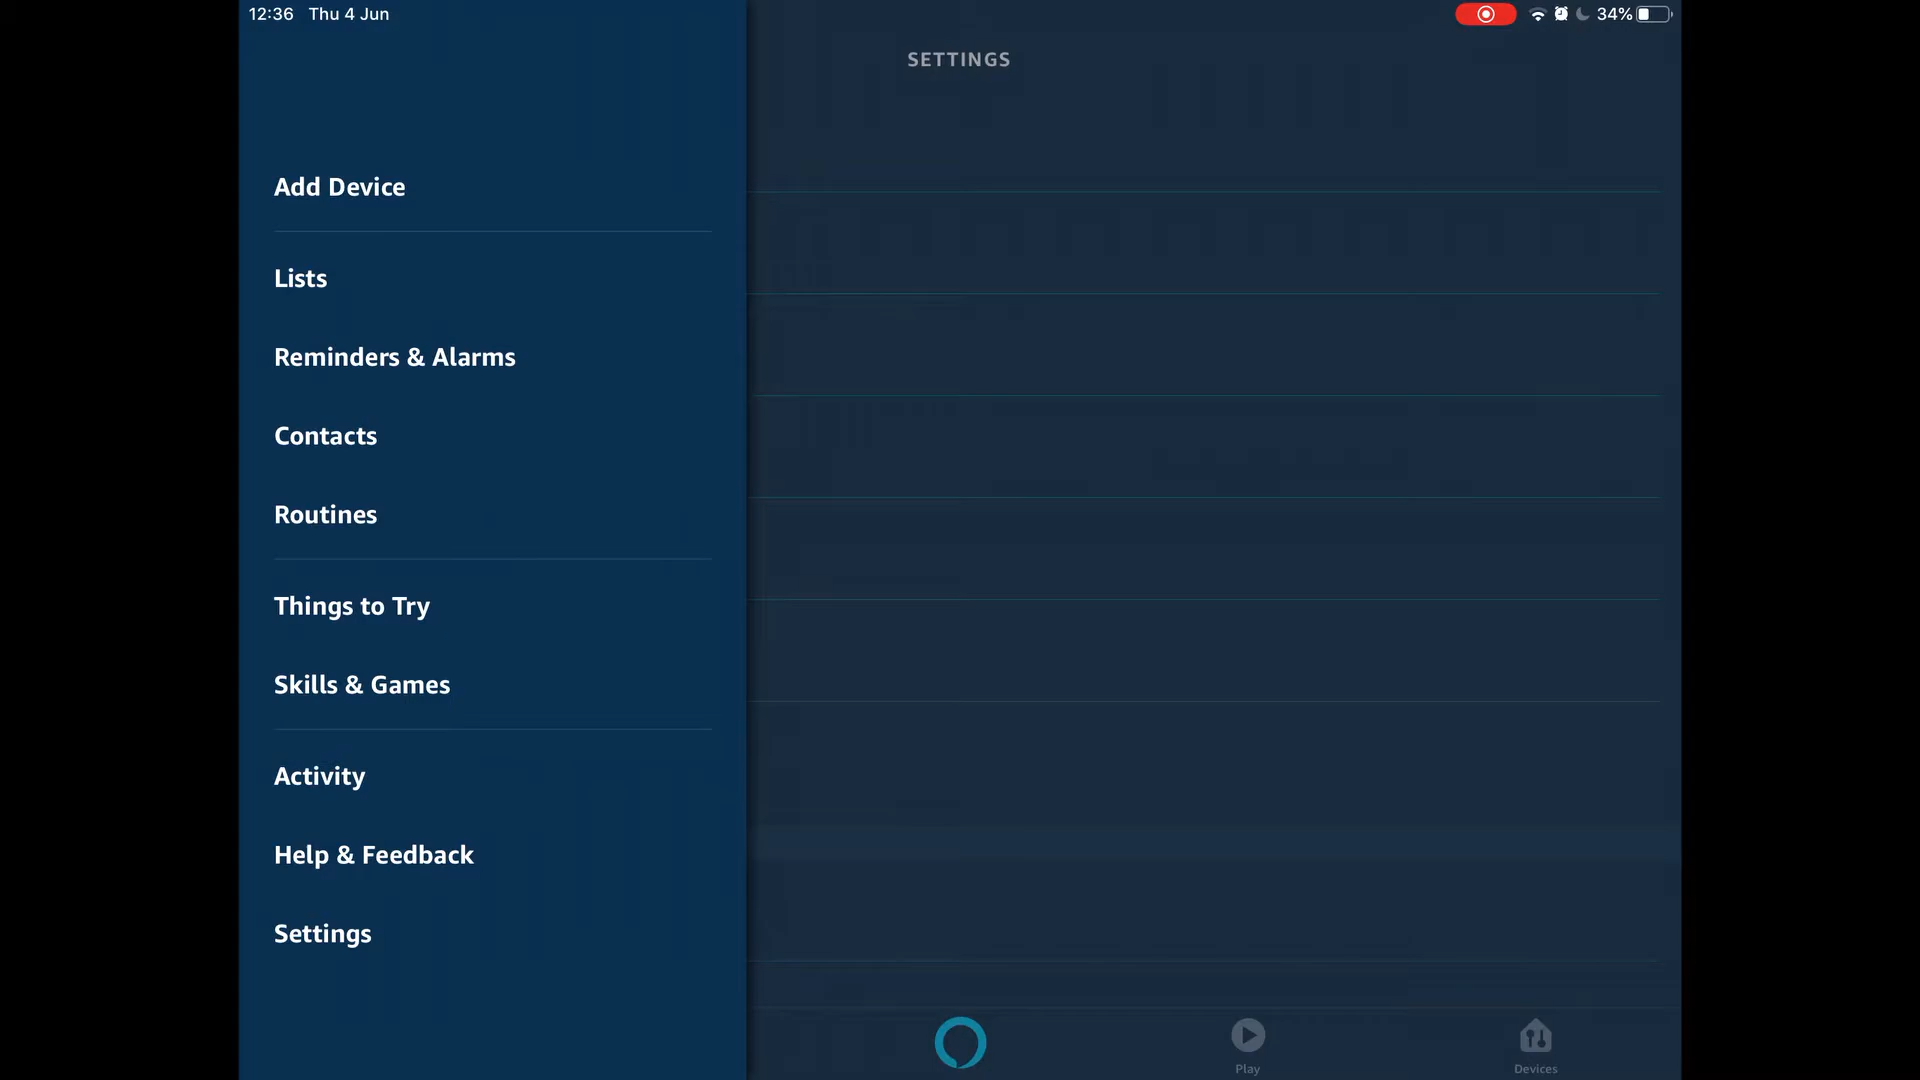 12:36 Thu 4 Jun
34%
SETTINGS
Add Device
Lists
Reminders & Alarms
Contacts
Routines
Things to Try
Skills & Games
Activity
Help & Feedback
Settings
Play
Devices